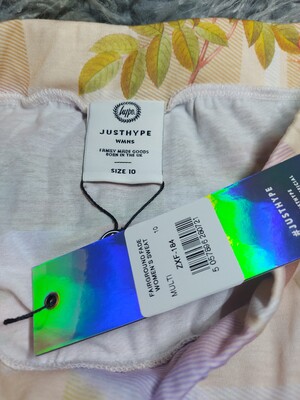 hype.
JUSTHYPE
WMNS
FAMILY MADE GOODS
BORN IN THE UK
SIZE 10
#JUSTHYPE
FAIRGROUND FADE
WOMEN'S SWEAT
MULTI
10
ZXF-184